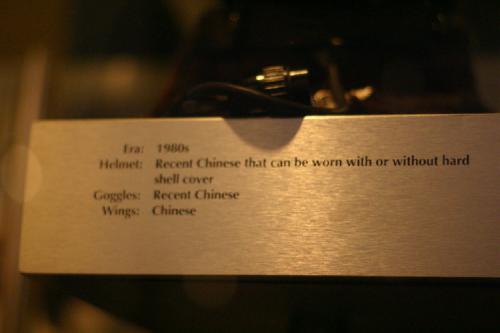 Era: 1980s
Helmet: Recent Chinese that can be worn with or without hard
shell cover
Goggles: Recent Chinese
Wings: Chinese